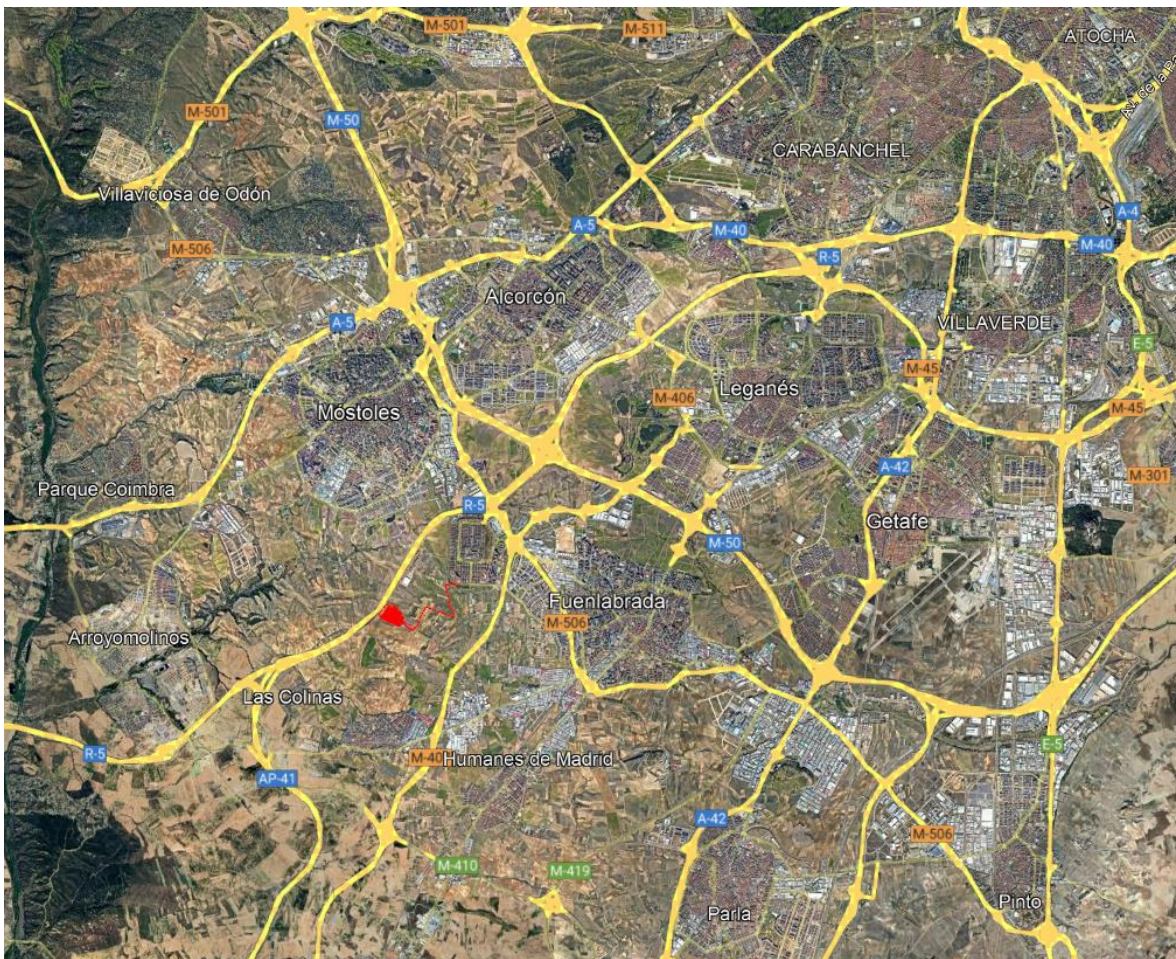 M-501
M-511
ATOCHA
M-501
M-50
CARABANCHEL
Villaviciosa de Odón
A-5
A-4
M-506
M-40
M-40
R-5
Alcorcón
A-5
VILLAVERDE
E-5
M-45
Leganés
M-406
Móstoles
M-45
A-42
M-301
Parque Coimbra
R-5
Getafe
M-50
Fuenlabrada
M-506
Arroyomolinos
Las Colinas
R-5
M-40
Humanes de Madrid
E-5
AP-41
A-42
M-506
M-410
M-419
Parla
Pinto